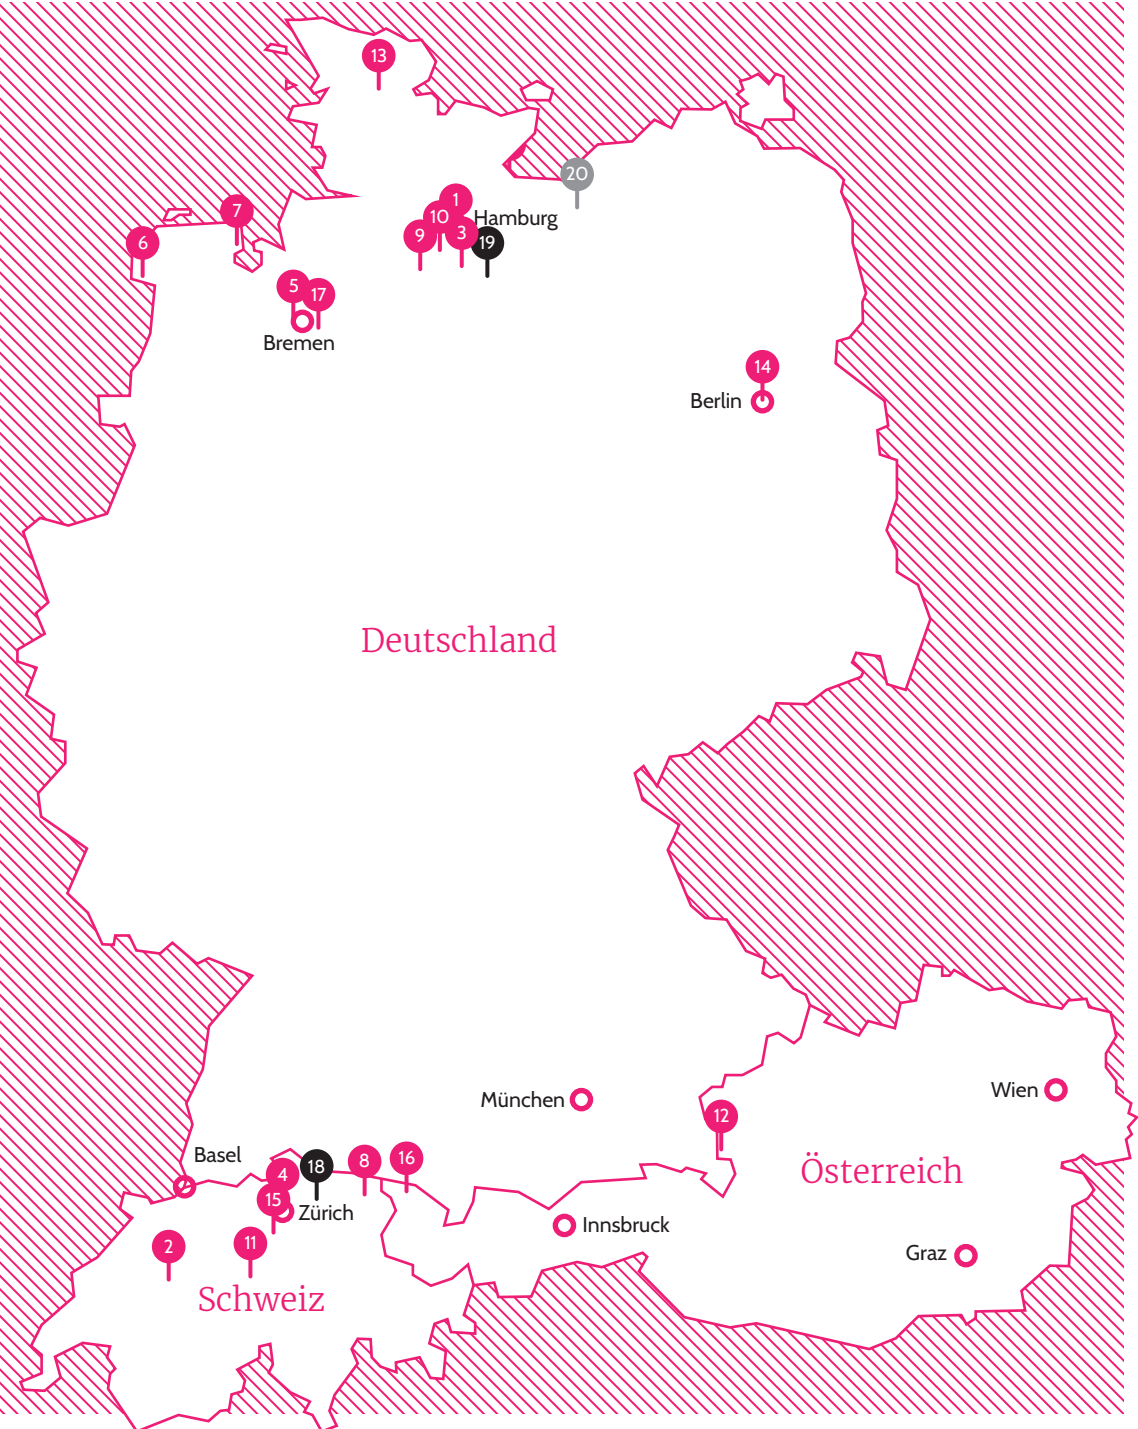 13
20
1
7
10
Hamburg
9
3
19
6
5
17
Bremen
14
Berlin
Deutschland
München
Wien
12
Basel
18
8
16
4
Österreich
15
Zürich
Innsbruck
2
11
Graz
Schweiz